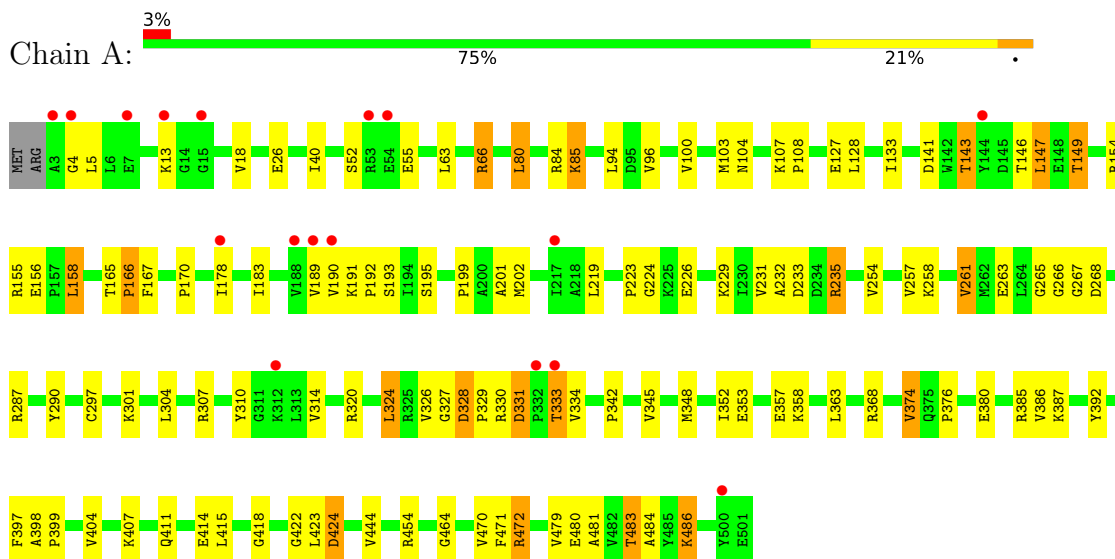 3%
Chain A:
75% 21% •
MET ARG A3 G4 L5 L6 E7 K13 G14 G15 V18 E26 I40 S52 R53 E54 E55 L63 R66 L80 R84 K85 L94 D95 V96 V100 M103 N104 K107 P108 E127 L128 I133 D141 W142 T143 Y144 D145 T146 L147 E148 T149 R154
R155 E156 P157 L158 T165 P166 F167 P170 I178 I183 V188 V189 V190 K191 P192 S193 I194 S195 P199 A200 A201 M202 I217 A218 L219 P223 G224 K225 E226 K229 I230 V231 A232 D233 D234 R235 V254 V257 K258 V261 M262 E263 L264 G265 G266 G267 D268
R287 Y290 C297 K301 L304 R307 Y310 G311 K312 L313 V314 R320 L324 R325 V326 G327 D328 P329 R330 D331 P332 T333 V334 P342 V345 M348 I352 E353 E357 K358 L363 R368 V374 Q375 P376 E380 R385 V386 K387 Y392
F397 A398 P399 V404 K407 Q411 E414 L415 G418 G422 L423 D424 V444 R454 G464 V470 F471 R472 V479 E480 A481 V482 T483 A484 Y485 K486 Y500 E501